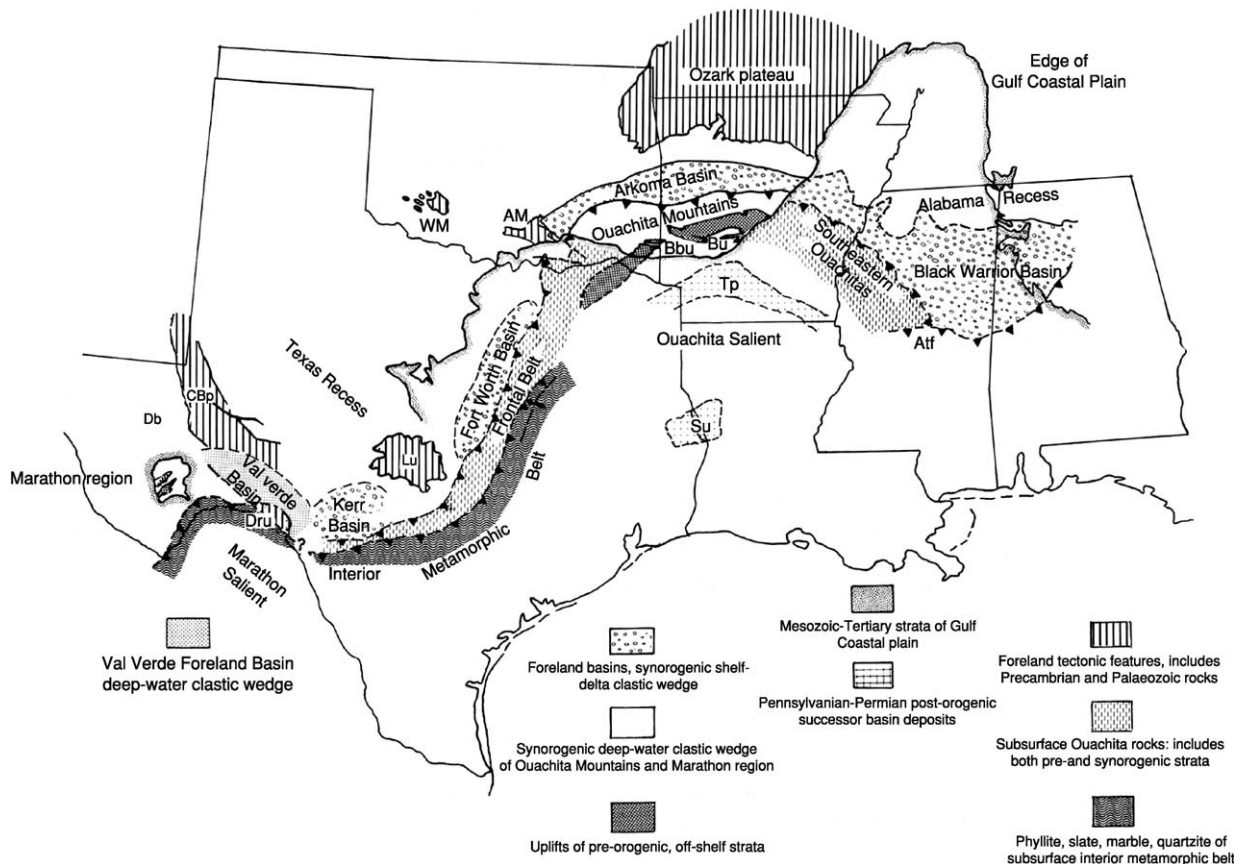 Ozark plateau
Edge of
Gulf Coastal Plain
Arkoma Basin
WM
AM
Ouachita Mountains
Bbu
Bu
Alabama
Recess
Southeastern
Ouachitas
Black Warrior Basin
Tp
Ouachita Salient
Atf
Texas Recess
Fort Worth Basin
Frontal Belt
CBp
Db
Su
Lu
Marathon region
Val verde
Basin
Kerr
Basin
Dru
?
Belt
Metamorphic
Interior
Marathon
Salient
Val Verde Foreland Basin
deep-water clastic wedge
Foreland basins, synorogenic shelf-
delta clastic wedge
Synorogenic deep-water clastic wedge
of Ouachita Mountains and Marathon region
Uplifts of pre-orogenic, off-shelf strata
Mesozoic-Tertiary strata of Gulf
Coastal plain
Pennsylvanian-Permian post-orogenic
successor basin deposits
Foreland tectonic features, includes
Precambrian and Palaeozoic rocks
Subsurface Ouachita rocks: includes
both pre-and synorogenic strata
Phyllite, slate, marble, quartzite of
subsurface interior metamorphic belt